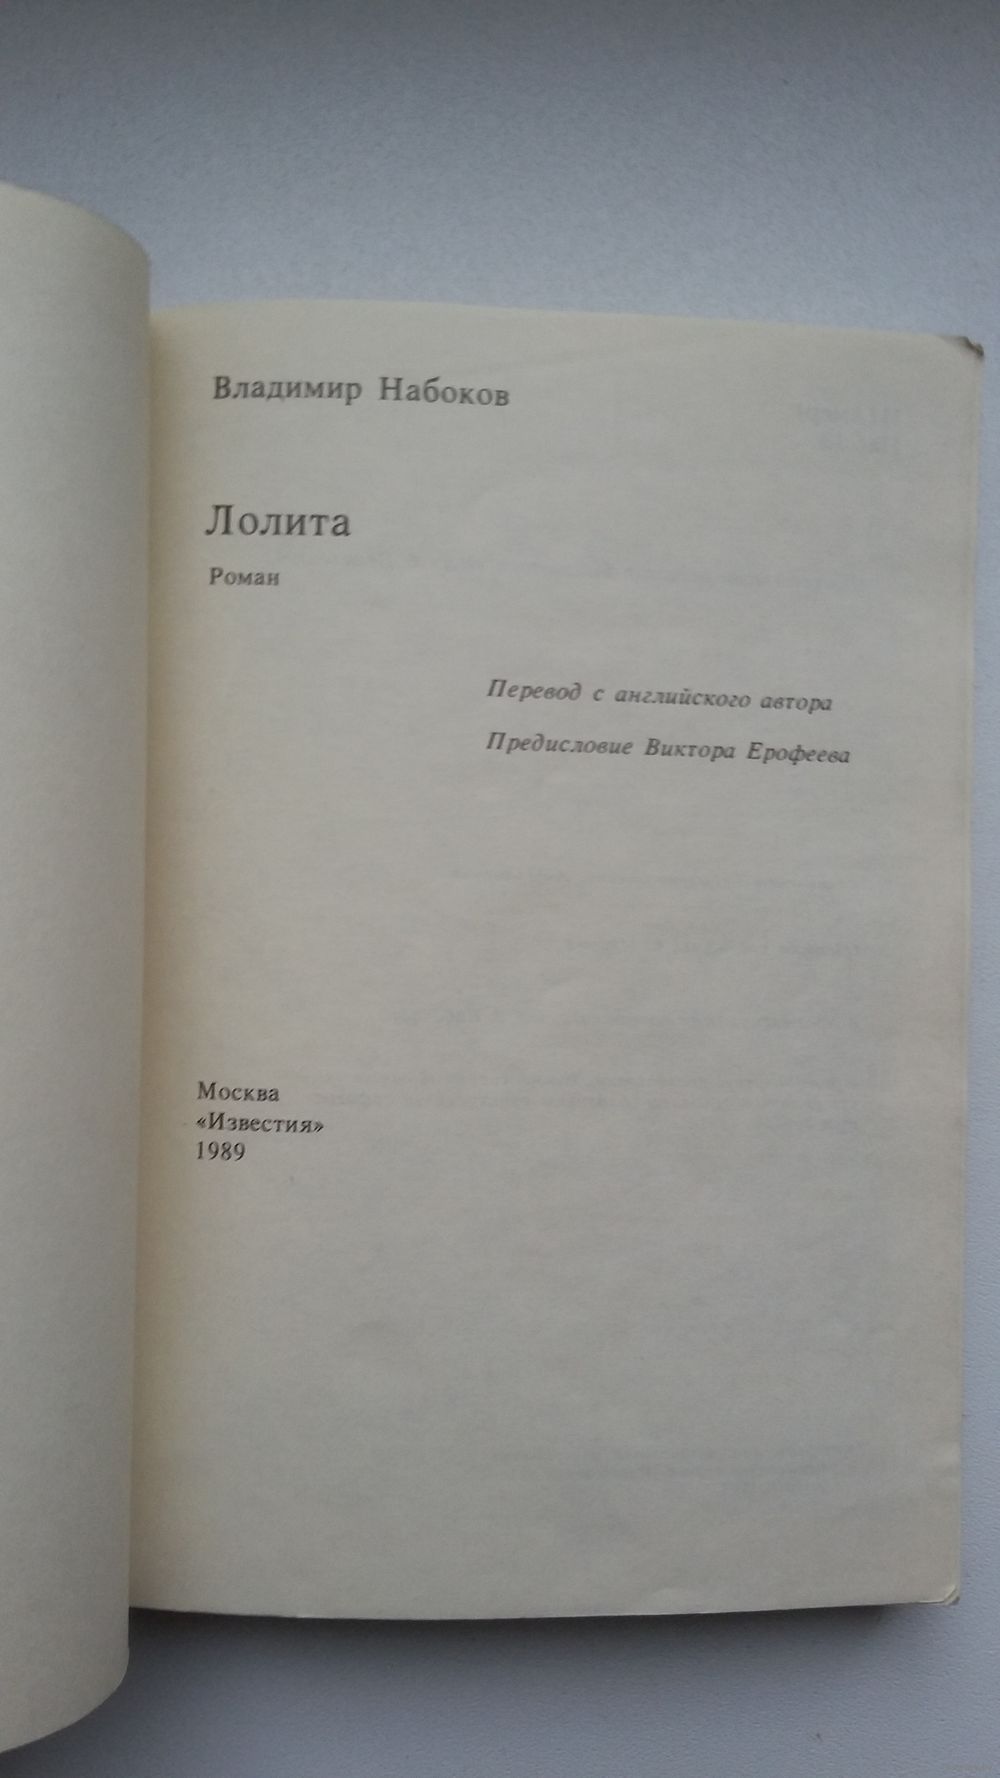 Владимир Набоков
Лолита
Роман
Перевод с английского автора
Предисловие Виктора Ерофеева
Москва
«Известия»
1989